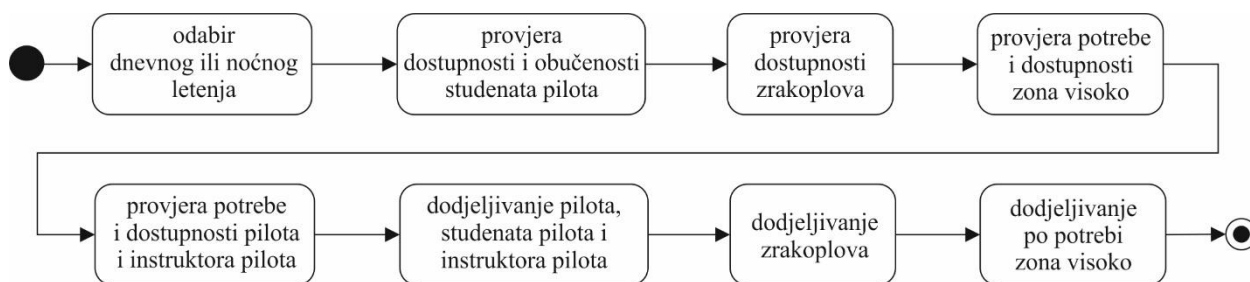 odabir
dnevnog ili noćnog
letenja
provjera
dostupnosti i obučenosti
studenata pilota
provjera
dostupnosti
zrakoplova
provjera potrebe
i dostupnosti
zona visoko
provjera potrebe
i dostupnosti pilota
i instruktora pilota
dodjeljivanje pilota,
studenata pilota i
instruktora pilota
dodjeljivanje
zrakoplova
dodjeljivanje
po potrebi
zona visoko